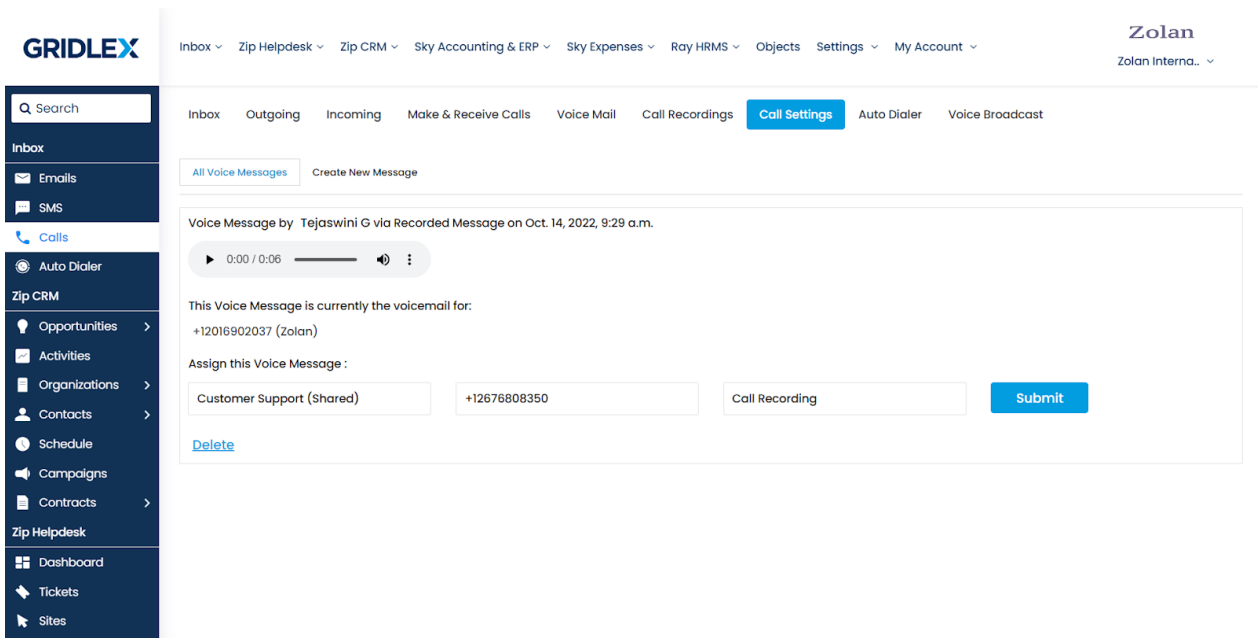 GRIDLEX
Inbox Zip Helpdesk Zip CRM Sky Accounting & ERP Sky Expenses Ray HRMS Objects Settings My Account
Zolan
Zolan Interna..
Search
Inbox
Emails
SMS
Calls
Auto Dialer
Zip CRM
Opportunities
Activities
Organizations
Contacts
Schedule
Campaigns
Contracts
Zip Helpdesk
Dashboard
Tickets
Sites
Inbox Outgoing Incoming Make & Receive Calls Voice Mail Call Recordings Call Settings Auto Dialer Voice Broadcast
All Voice Messages Create New Message
Voice Message by Tejaswini G via Recorded Message on Oct. 14, 2022, 9:29 a.m.
0:00 / 0:06
This Voice Message is currently the voicemail for:
+12016902037 (Zolan)
Assign this Voice Message :
Customer Support (Shared) +12676808350 Call Recording Submit
Delete